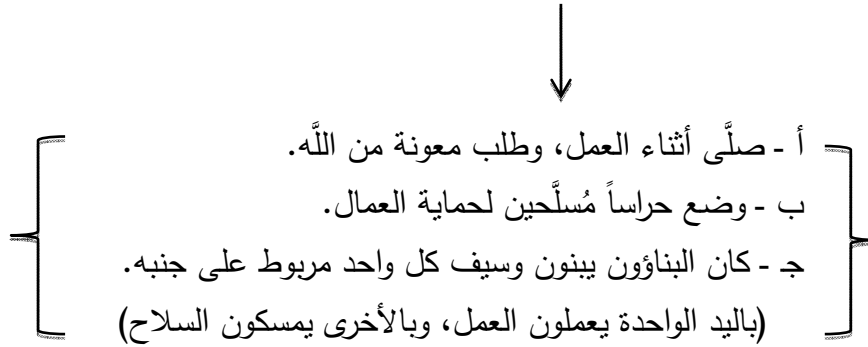 أ - صلَّى أثناء العمل، وطلب معونة من اللَّه.
ب - وضع حراساً مُسلَّحين لحماية العمال.
جـ - كان البناؤون يبنون وسيف كل واحد مربوط على جنبه.
(باليد الواحدة يعملون العمل، وبالأخرى يمسكون السلاح)